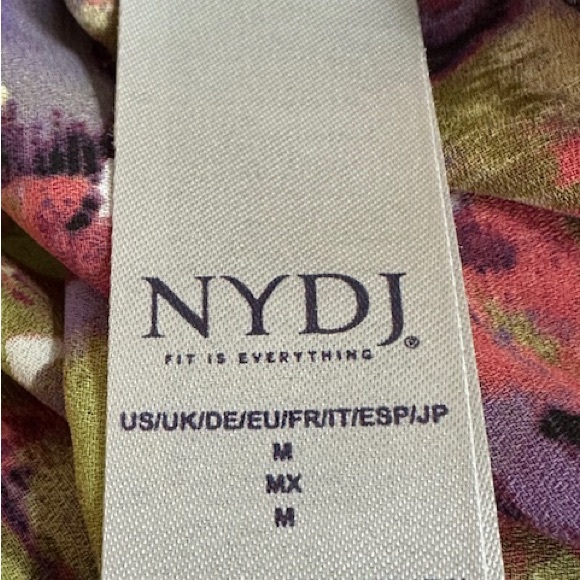 NYDJ®
FIT IS EVERYTHING
US/UK/DE/EU/FR/IT/ESP/JP
M
MX
M